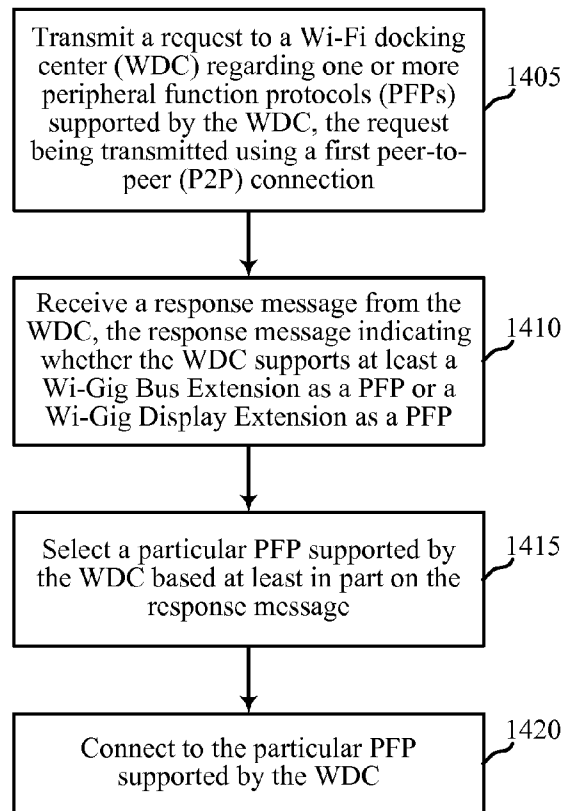 Transmit a request to a Wi-Fi docking
center (WDC) regarding one or more
peripheral function protocols (PFPs)
supported by the WDC, the request
being transmitted using a first peer-to-
peer (P2P) connection
1405
Receive a response message from the
WDC, the response message indicating
whether the WDC supports at least a
Wi-Gig Bus Extension as a PFP or a
Wi-Gig Display Extension as a PFP
1410
Select a particular PFP supported by
the WDC based at least in part on the
response message
1415
Connect to the particular PFP
supported by the WDC
1420